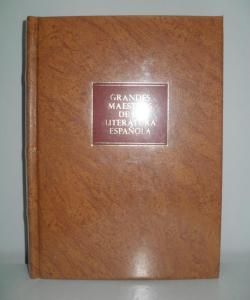 GRANDES
MAESTROS
DE LA
LITERATURA
ESPAÑOLA